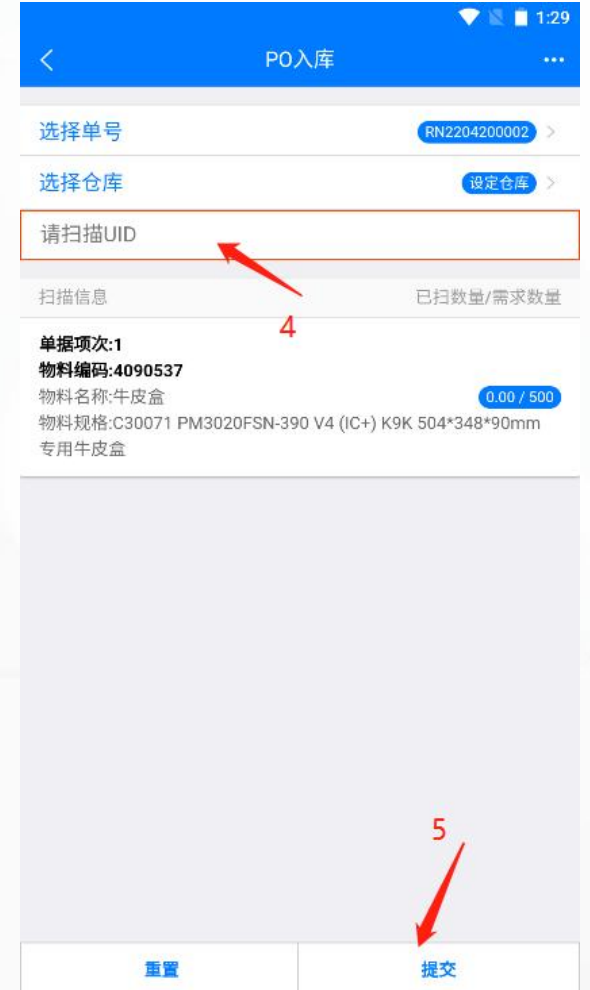 1:29
PO入库
选择单号 RN2204200002
选择仓库 设定仓库
请扫描UID
扫描信息 已扫数量/需求数量
4
单据项次:1
物料编码:4090537
物料名称:牛皮盒 0.00 / 500
物料规格:C30071 PM3020FSN-390 V4 (IC+) K9K 504*348*90mm
专用牛皮盒
5
重置 提交